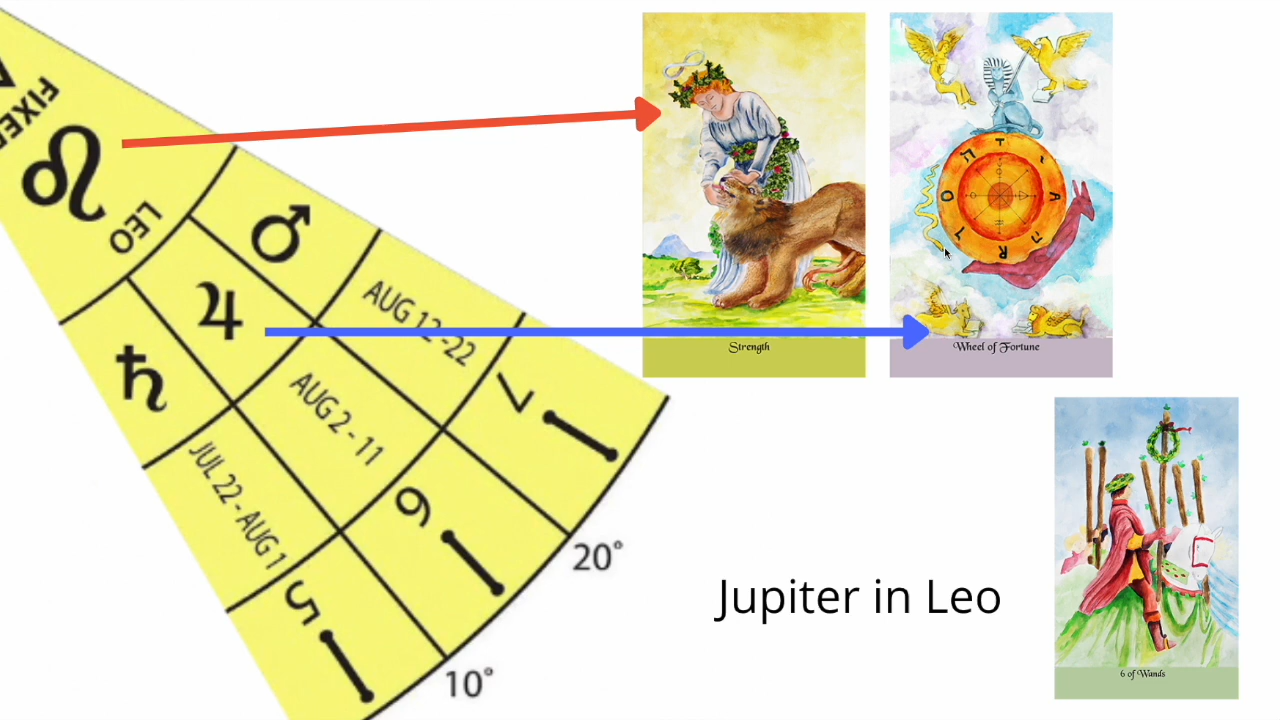 FIXED
♌
LEO
♂
♃
♄
AUG 12-22
AUG 2 - 11
JUL 22 - AUG 1
7
6
5
20°
10°
Strength
Wheel of Fortune
T
A
R
O
י
ה
ו
ה
Jupiter in Leo
6 of Wands